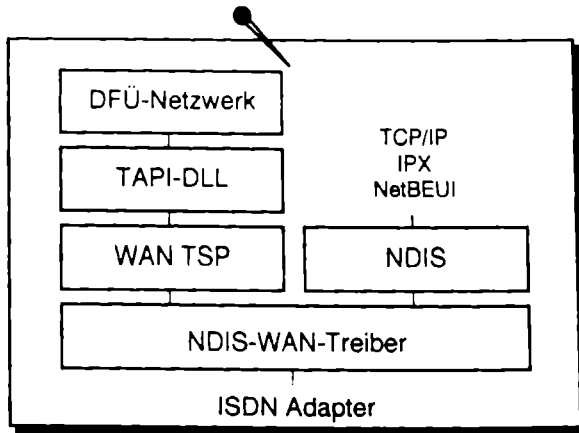 DFÜ-Netzwerk
TAPI-DLL
WAN TSP
TCP/IP
IPX
NetBEUI
NDIS
NDIS-WAN-Treiber
ISDN Adapter